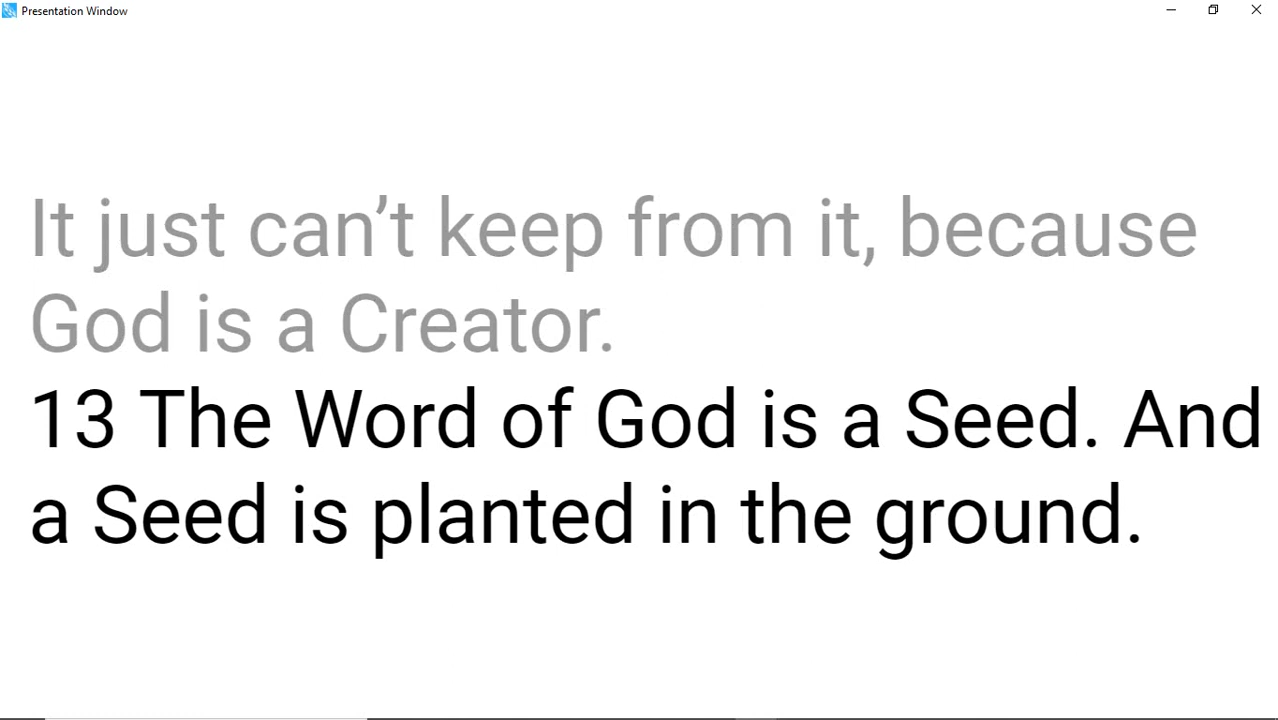 Presentation Window
It just can’t keep from it, because
God is a Creator.
13 The Word of God is a Seed. And
a Seed is planted in the ground.